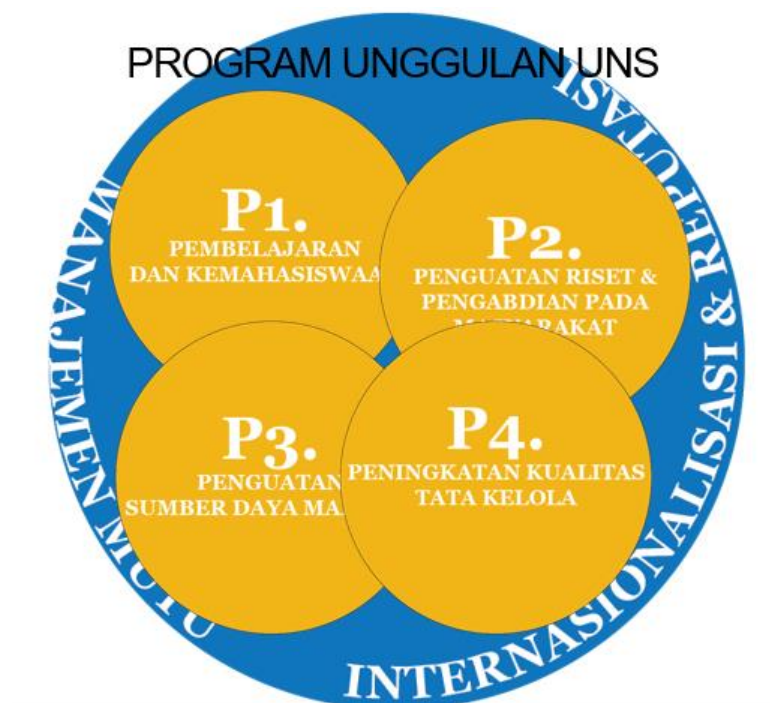 PROGRAM UNGGULAN UNS
P1.
PEMBELAJARAN
DAN KEMAHASISWAA
P2.
PENGUATAN RISET &
PENGABDIAN PADA
P3.
PENGUATAN
SUMBER DAYA
P4.
PENINGKATAN KUALITAS
TATA KELOLA
MANAJEMEN MUTU
INTERNASIONALISASI & REPUTASI